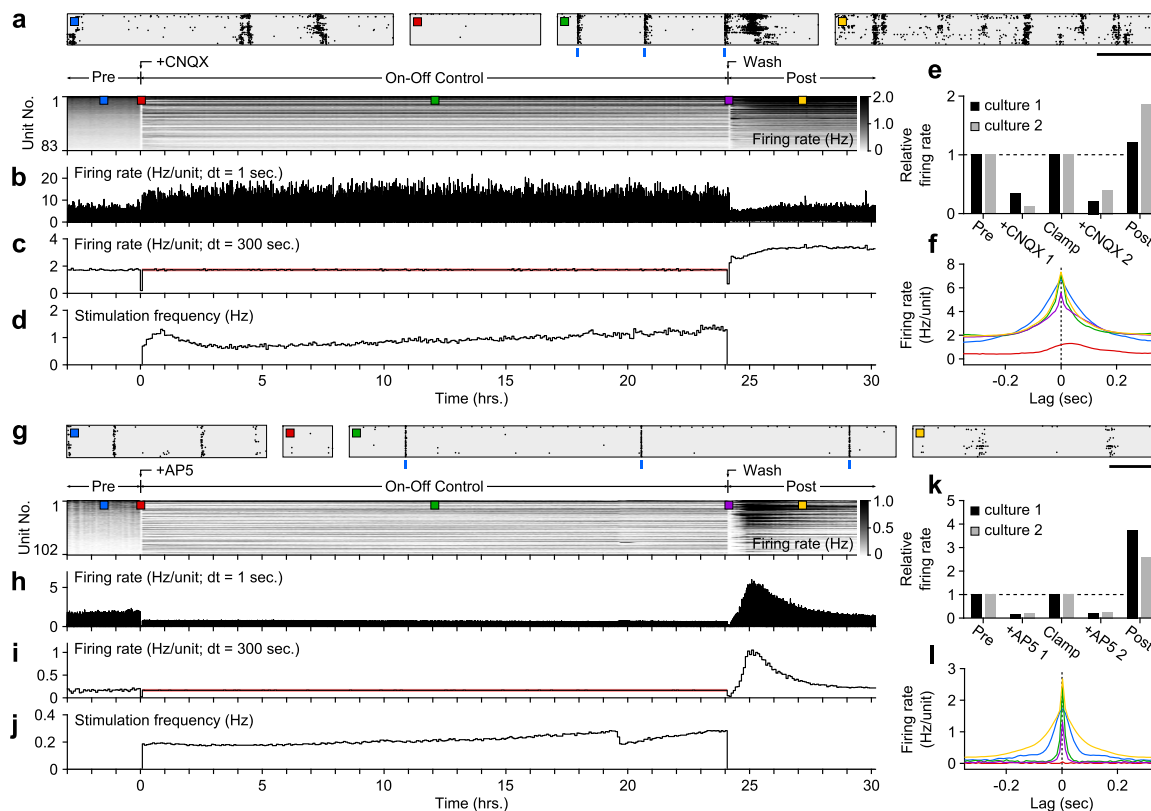 a
+CNQX
Wash
Pre
On-Off Control
Post
Unit No.
1
83
Firing rate (Hz)
2.0
1.0
0
b
Firing rate (Hz/unit; dt = 1 sec.)
20
10
0
c
Firing rate (Hz/unit; dt = 300 sec.)
4
2
0
d
Stimulation frequency (Hz)
2
1
0
0 5 10 15 20 25 30
Time (hrs.)
e
Relative firing rate
2
1
0
culture 1
culture 2
Pre
+CNQX 1
Clamp
+CNQX 2
Post
f
Firing rate (Hz/unit)
8
6
4
2
0
-0.2 0 0.2
Lag (sec)
g
+AP5
Wash
Pre
On-Off Control
Post
Unit No.
1
102
Firing rate (Hz)
1.0
0.5
0
h
Firing rate (Hz/unit; dt = 1 sec.)
5
0
i
Firing rate (Hz/unit; dt = 300 sec.)
1.0
0.5
0
j
Stimulation frequency (Hz)
0.4
0.2
0
0 5 10 15 20 25 30
Time (hrs.)
k
Relative firing rate
5
4
3
2
1
0
culture 1
culture 2
Pre
+AP5 1
Clamp
+AP5 2
Post
l
Firing rate (Hz/unit)
3
2
1
0
-0.2 0 0.2
Lag (sec)